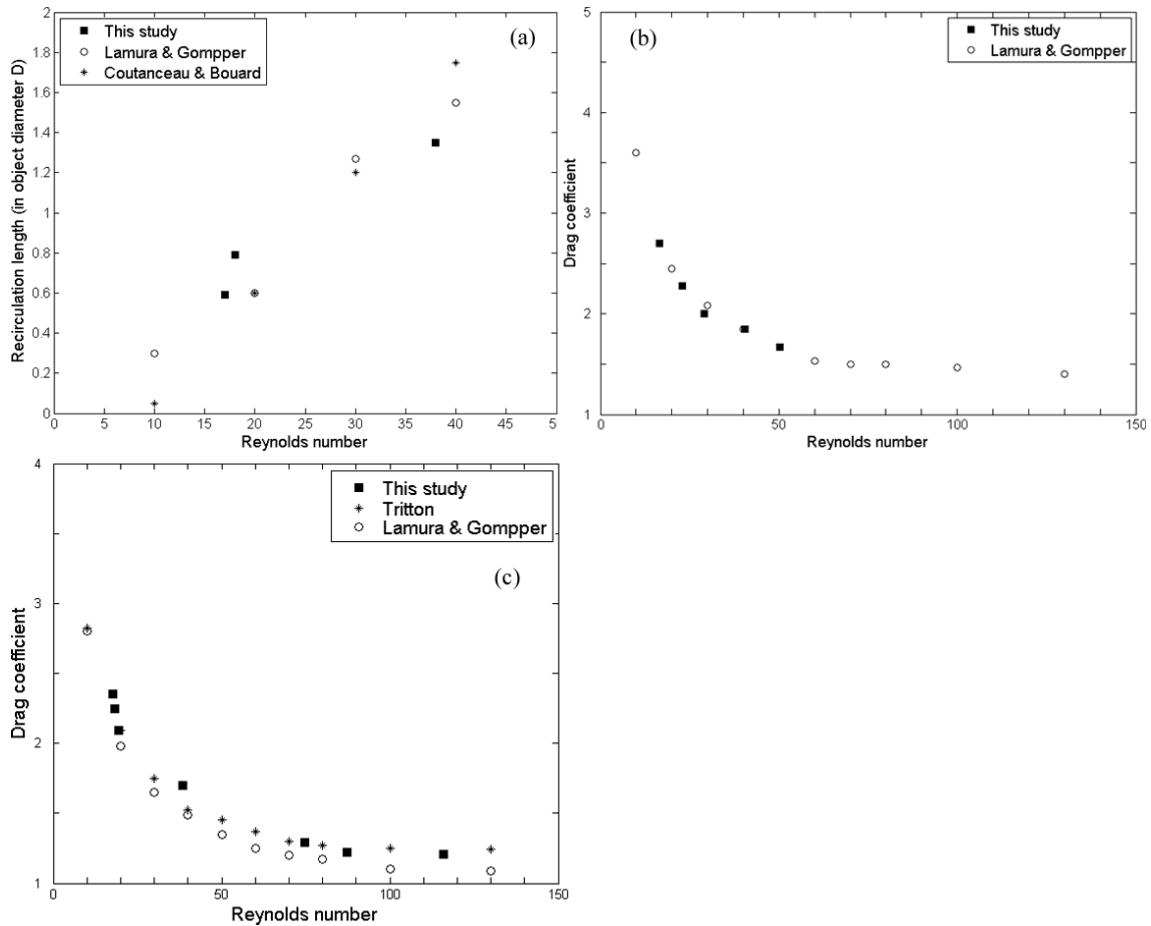 (a)
This study
Lamura & Gompper
Coutanceau & Bouard
Recirculation length (in object diameter D)
2
1.8
1.6
1.4
1.2
1
0.8
0.6
0.4
0.2
0
0 5 10 15 20 25 30 35 40 45 5
Reynolds number
(b)
This study
Lamura & Gompper
Drag coefficient
5
4
3
2
1
0 50 100 150
Reynolds number
(c)
This study
Tritton
Lamura & Gompper
Drag coefficient
4
3
2
1
0 50 100 150
Reynolds number